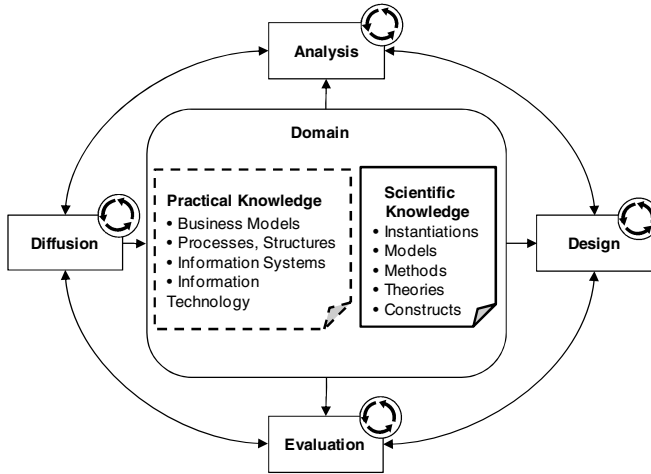 Analysis
Domain
Practical Knowledge
• Business Models
• Processes, Structures
• Information Systems
• Information
Technology
Scientific
Knowledge
• Instantiations
• Models
• Methods
• Theories
• Constructs
Diffusion
Design
Evaluation